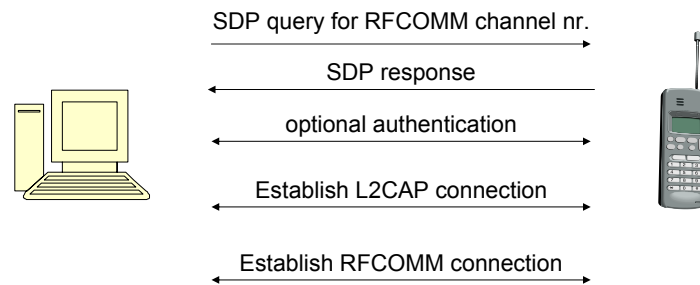 SDP query for RFCOMM channel nr.
SDP response
optional authentication
Establish L2CAP connection
Establish RFCOMM connection